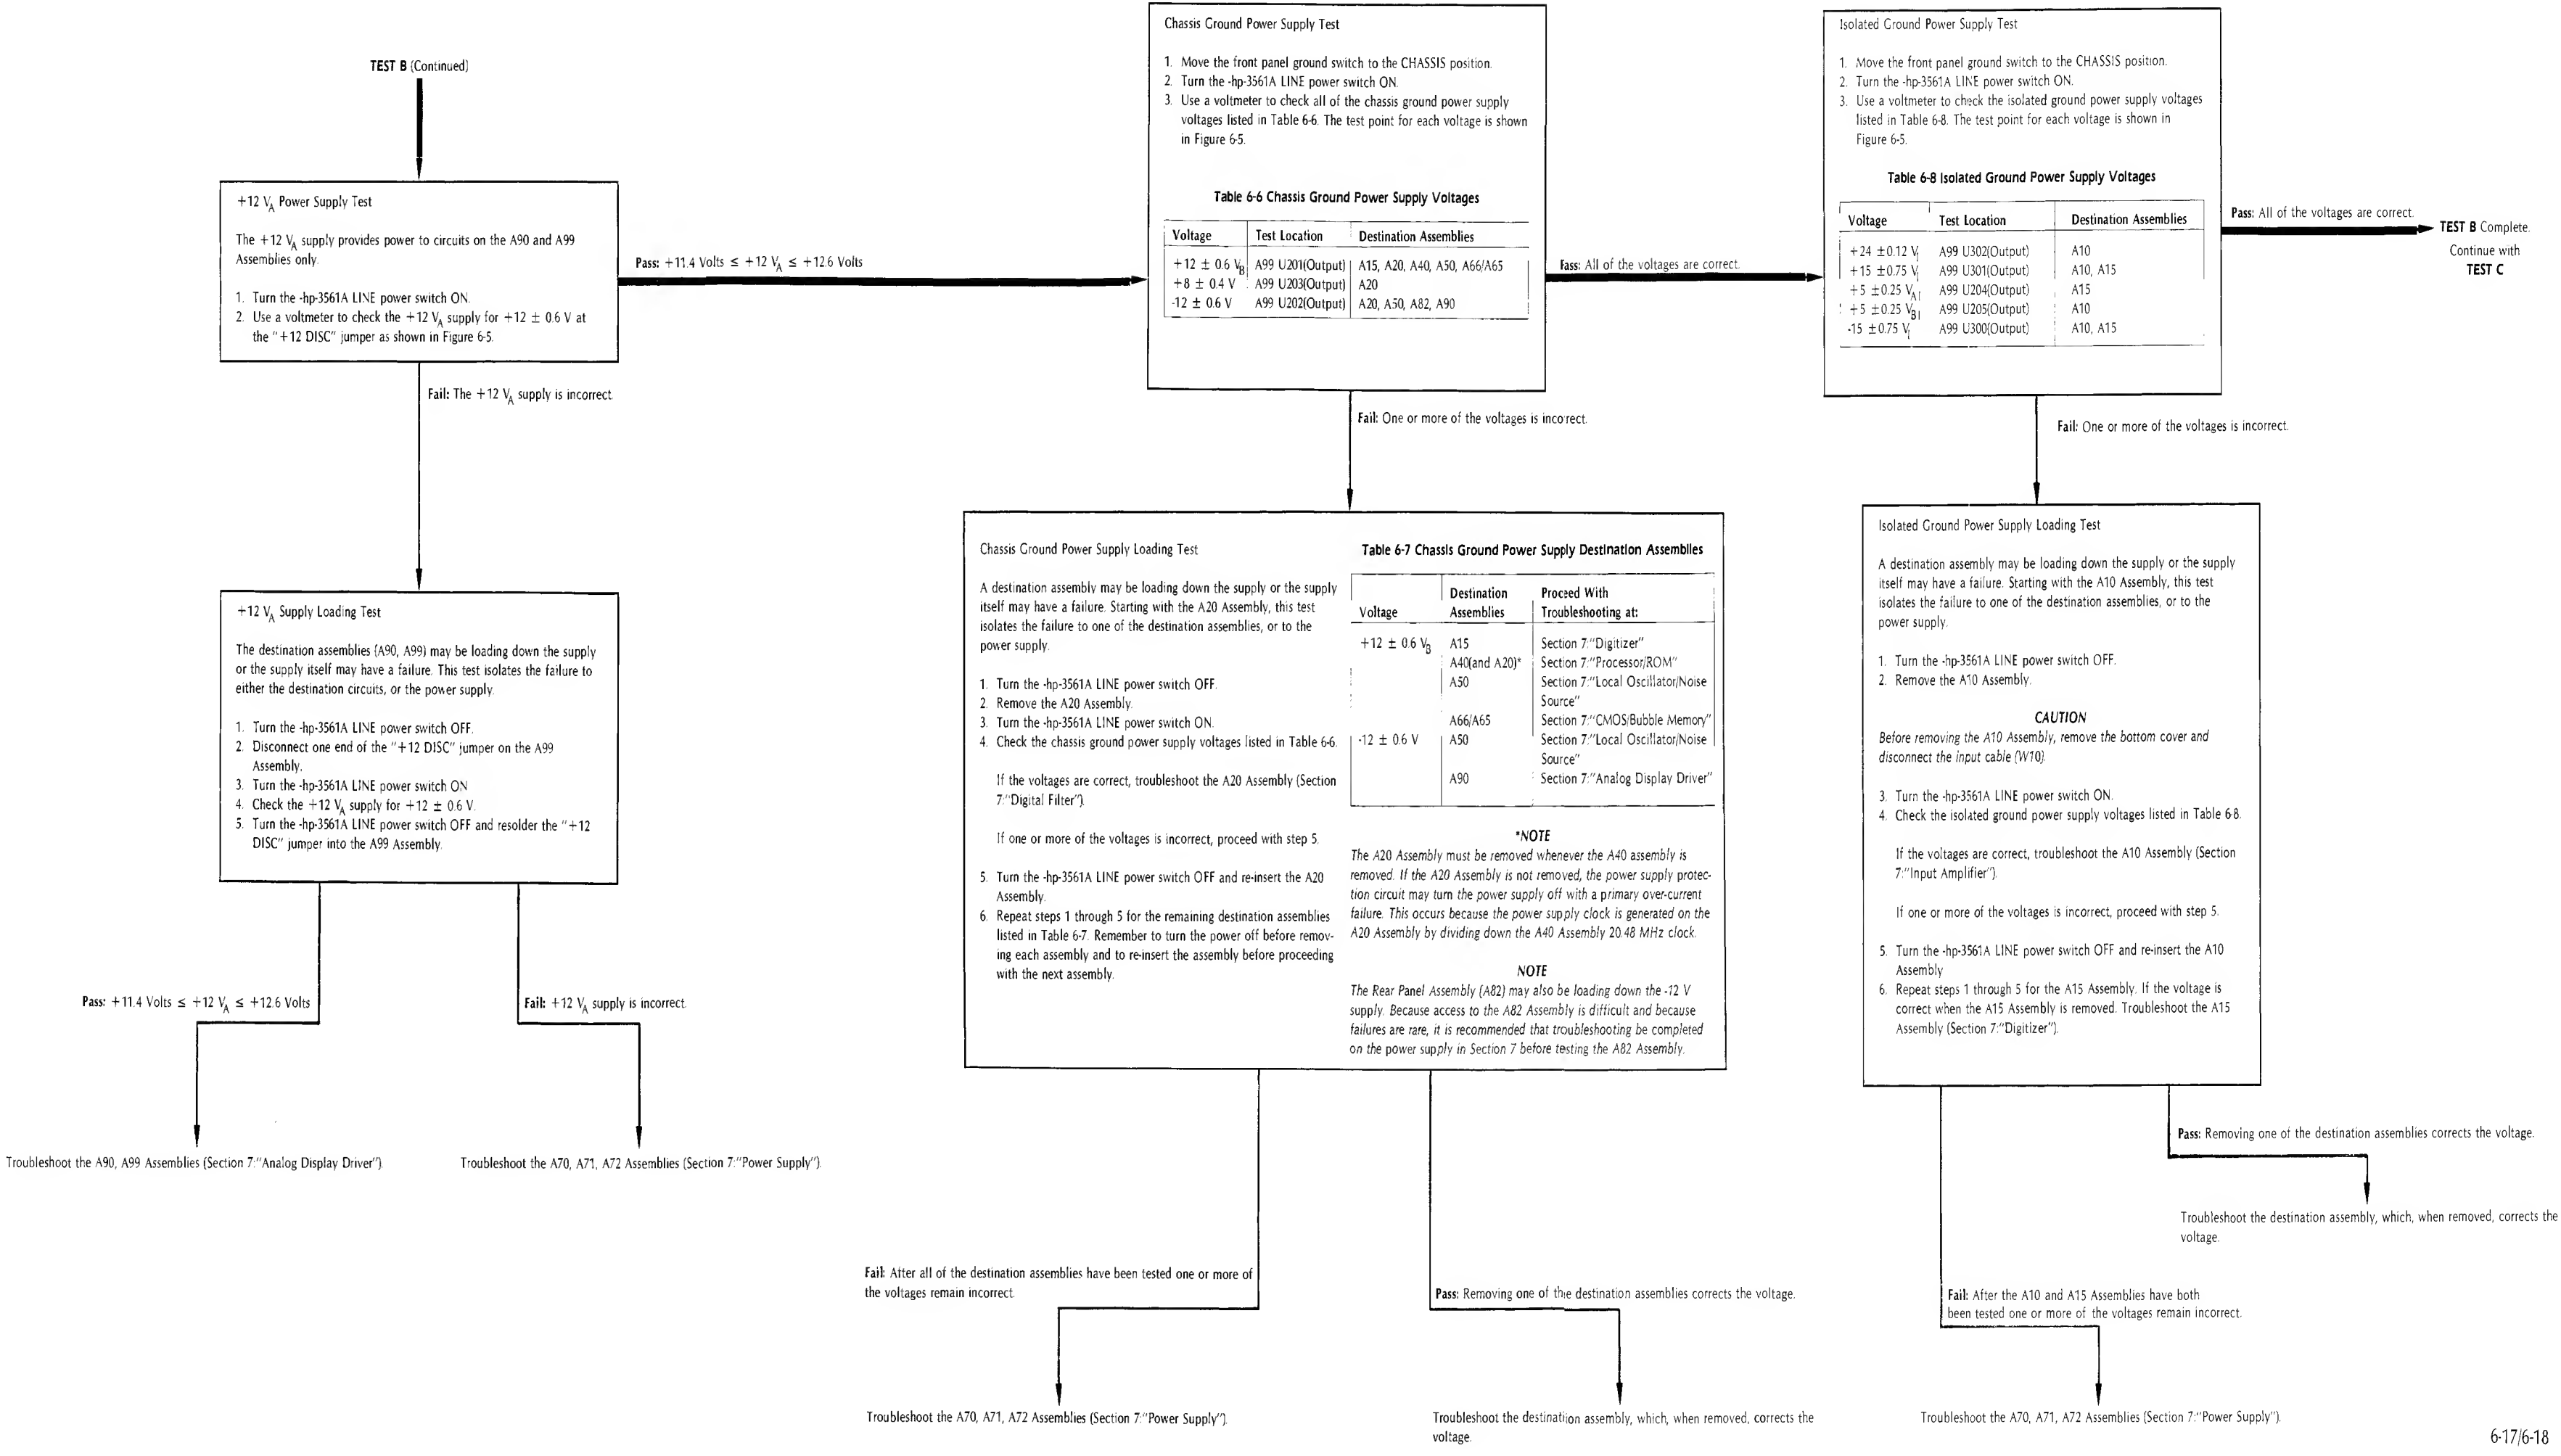 TEST B (Continued)
+12 VA Power Supply Test
The +12 VA supply provides power to circuits on the A90 and A99
Assemblies only.
1. Turn the -hp-3561A LINE power switch ON.
2. Use a voltmeter to check the +12 VA supply for +12 ± 0.6 V at
the "+12 DISC" jumper as shown in Figure 6-5.
Pass: +11.4 Volts ≤ +12 VA ≤ +12.6 Volts
Fail: The +12 VA supply is incorrect.
+12 VA Supply Loading Test
The destination assemblies (A90, A99) may be loading down the supply
or the supply itself may have a failure. This test isolates the failure to
either the destination circuits, or the power supply.
1. Turn the -hp-3561A LINE power switch OFF.
2. Disconnect one end of the "+12 DISC" jumper on the A99
Assembly.
3. Turn the -hp-3561A LINE power switch ON
4. Check the +12 VA supply for +12 ± 0.6 V.
5. Turn the -hp-3561A LINE power switch OFF and resolder the "+12
DISC" jumper into the A99 Assembly.
Pass: +11.4 Volts ≤ +12 VA ≤ +12.6 Volts
Fail: +12 VA supply is incorrect.
Troubleshoot the A90, A99 Assemblies (Section 7:"Analog Display Driver").
Troubleshoot the A70, A71, A72 Assemblies (Section 7:"Power Supply").
Chassis Ground Power Supply Test
1. Move the front panel ground switch to the CHASSIS position.
2. Turn the -hp-3561A LINE power switch ON.
3. Use a voltmeter to check all of the chassis ground power supply
voltages listed in Table 6-6. The test point for each voltage is shown
in Figure 6-5.
Table 6-6 Chassis Ground Power Supply Voltages
Voltage Test Location Destination Assemblies
+12 ± 0.6 VB A99 U201(Output) A15, A20, A40, A50, A66/A65
+8 ± 0.4 V A99 U203(Output) A20
-12 ± 0.6 V A99 U202(Output) A20, A50, A82, A90
Pass: All of the voltages are correct.
Fail: One or more of the voltages is incorrect.
Chassis Ground Power Supply Loading Test
A destination assembly may be loading down the supply or the supply
itself may have a failure. Starting with the A20 Assembly, this test
isolates the failure to one of the destination assemblies, or to the
power supply.
1. Turn the -hp-3561A LINE power switch OFF.
2. Remove the A20 Assembly.
3. Turn the -hp-3561A LINE power switch ON.
4. Check the chassis ground power supply voltages listed in Table 6-6.
If the voltages are correct, troubleshoot the A20 Assembly (Section
7:"Digital Filter").
If one or more of the voltages is incorrect, proceed with step 5.
5. Turn the -hp-3561A LINE power switch OFF and re-insert the A20
Assembly.
6. Repeat steps 1 through 5 for the remaining destination assemblies
listed in Table 6-7. Remember to turn the power off before remov-
ing each assembly and to re-insert the assembly before proceeding
with the next assembly.
Table 6-7 Chassis Ground Power Supply Destination Assemblies
Destination Proceed With
Voltage Assemblies Troubleshooting at:
+12 ± 0.6 VB A15 Section 7:"Digitizer"
A40(and A20)* Section 7:"Processor/ROM"
A50 Section 7:"Local Oscillator/Noise
Source"
A66/A65 Section 7:"CMOS/Bubble Memory"
-12 ± 0.6 V A50 Section 7:"Local Oscillator/Noise
Source"
A90 Section 7:"Analog Display Driver"
*NOTE
The A20 Assembly must be removed whenever the A40 assembly is
removed. If the A20 Assembly is not removed, the power supply protec-
tion circuit may turn the power supply off with a primary over-current
failure. This occurs because the power supply clock is generated on the
A20 Assembly by dividing down the A40 Assembly 20.48 MHz clock.
NOTE
The Rear Panel Assembly (A82) may also be loading down the -12 V
supply. Because access to the A82 Assembly is difficult and because
failures are rare, it is recommended that troubleshooting be completed
on the power supply in Section 7 before testing the A82 Assembly.
Fail: After all of the destination assemblies have been tested one or more of
the voltages remain incorrect.
Pass: Removing one of the destination assemblies corrects the voltage.
Troubleshoot the A70, A71, A72 Assemblies (Section 7:"Power Supply").
Troubleshoot the destination assembly, which, when removed, corrects the
voltage.
Isolated Ground Power Supply Test
1. Move the front panel ground switch to the CHASSIS position.
2. Turn the -hp-3561A LINE power switch ON.
3. Use a voltmeter to check the isolated ground power supply voltages
listed in Table 6-8. The test point for each voltage is shown in
Figure 6-5.
Table 6-8 Isolated Ground Power Supply Voltages
Voltage Test Location Destination Assemblies
+24 ±0.12 VI A99 U302(Output) A10
+15 ±0.75 VI A99 U301(Output) A10, A15
+5 ±0.25 VAI A99 U204(Output) A15
+5 ±0.25 VBI A99 U205(Output) A10
-15 ±0.75 VI A99 U300(Output) A10, A15
Pass: All of the voltages are correct.
TEST B Complete.
Continue with
TEST C
Fail: One or more of the voltages is incorrect.
Isolated Ground Power Supply Loading Test
A destination assembly may be loading down the supply or the supply
itself may have a failure. Starting with the A10 Assembly, this test
isolates the failure to one of the destination assemblies, or to the
power supply.
1. Turn the -hp-3561A LINE power switch OFF.
2. Remove the A10 Assembly.
CAUTION
Before removing the A10 Assembly, remove the bottom cover and
disconnect the input cable (W10).
3. Turn the -hp-3561A LINE power switch ON.
4. Check the isolated ground power supply voltages listed in Table 6-8.
If the voltages are correct, troubleshoot the A10 Assembly (Section
7:"Input Amplifier").
If one or more of the voltages is incorrect, proceed with step 5.
5. Turn the -hp-3561A LINE power switch OFF and re-insert the A10
Assembly
6. Repeat steps 1 through 5 for the A15 Assembly. If the voltage is
correct when the A15 Assembly is removed. Troubleshoot the A15
Assembly (Section 7:"Digitizer").
Pass: Removing one of the destination assemblies corrects the voltage.
Troubleshoot the destination assembly, which, when removed, corrects the
voltage.
Fail: After the A10 and A15 Assemblies have both
been tested one or more of the voltages remain incorrect.
Troubleshoot the A70, A71, A72 Assemblies (Section 7:"Power Supply").
6-17/6-18